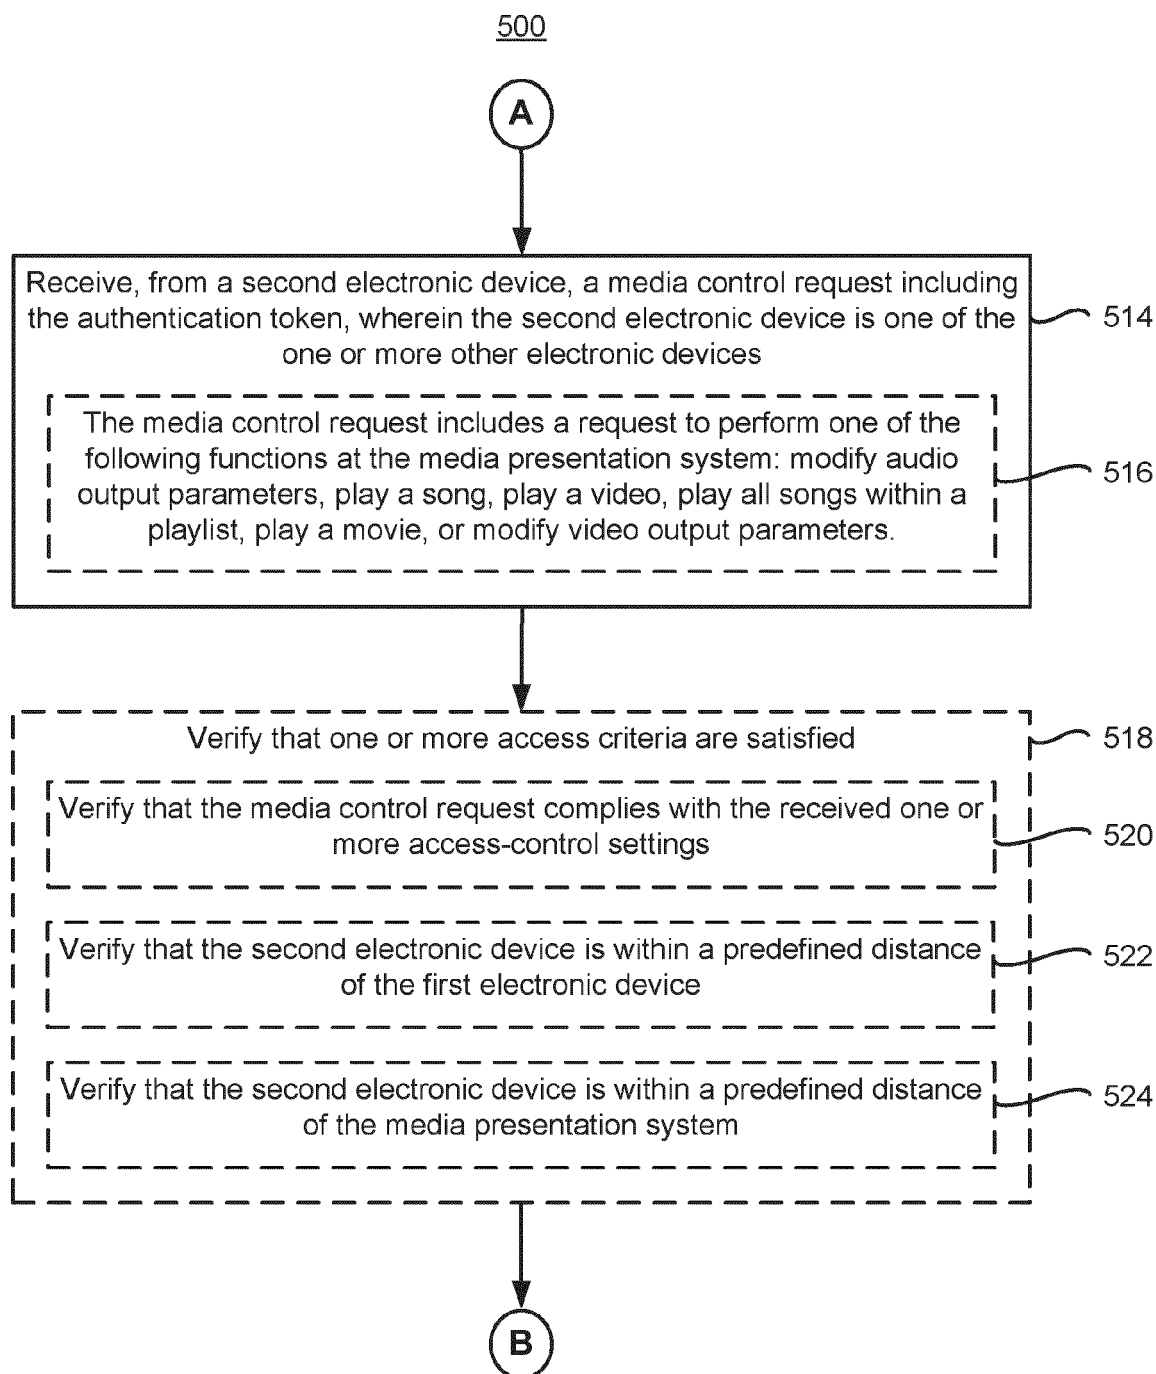 500
A
Receive, from a second electronic device, a media control request including
the authentication token, wherein the second electronic device is one of the
one or more other electronic devices
514
The media control request includes a request to perform one of the
following functions at the media presentation system: modify audio
output parameters, play a song, play a video, play all songs within a
playlist, play a movie, or modify video output parameters.
516
Verify that one or more access criteria are satisfied
518
Verify that the media control request complies with the received one or
more access-control settings
520
Verify that the second electronic device is within a predefined distance
of the first electronic device
522
Verify that the second electronic device is within a predefined distance
of the media presentation system
524
B